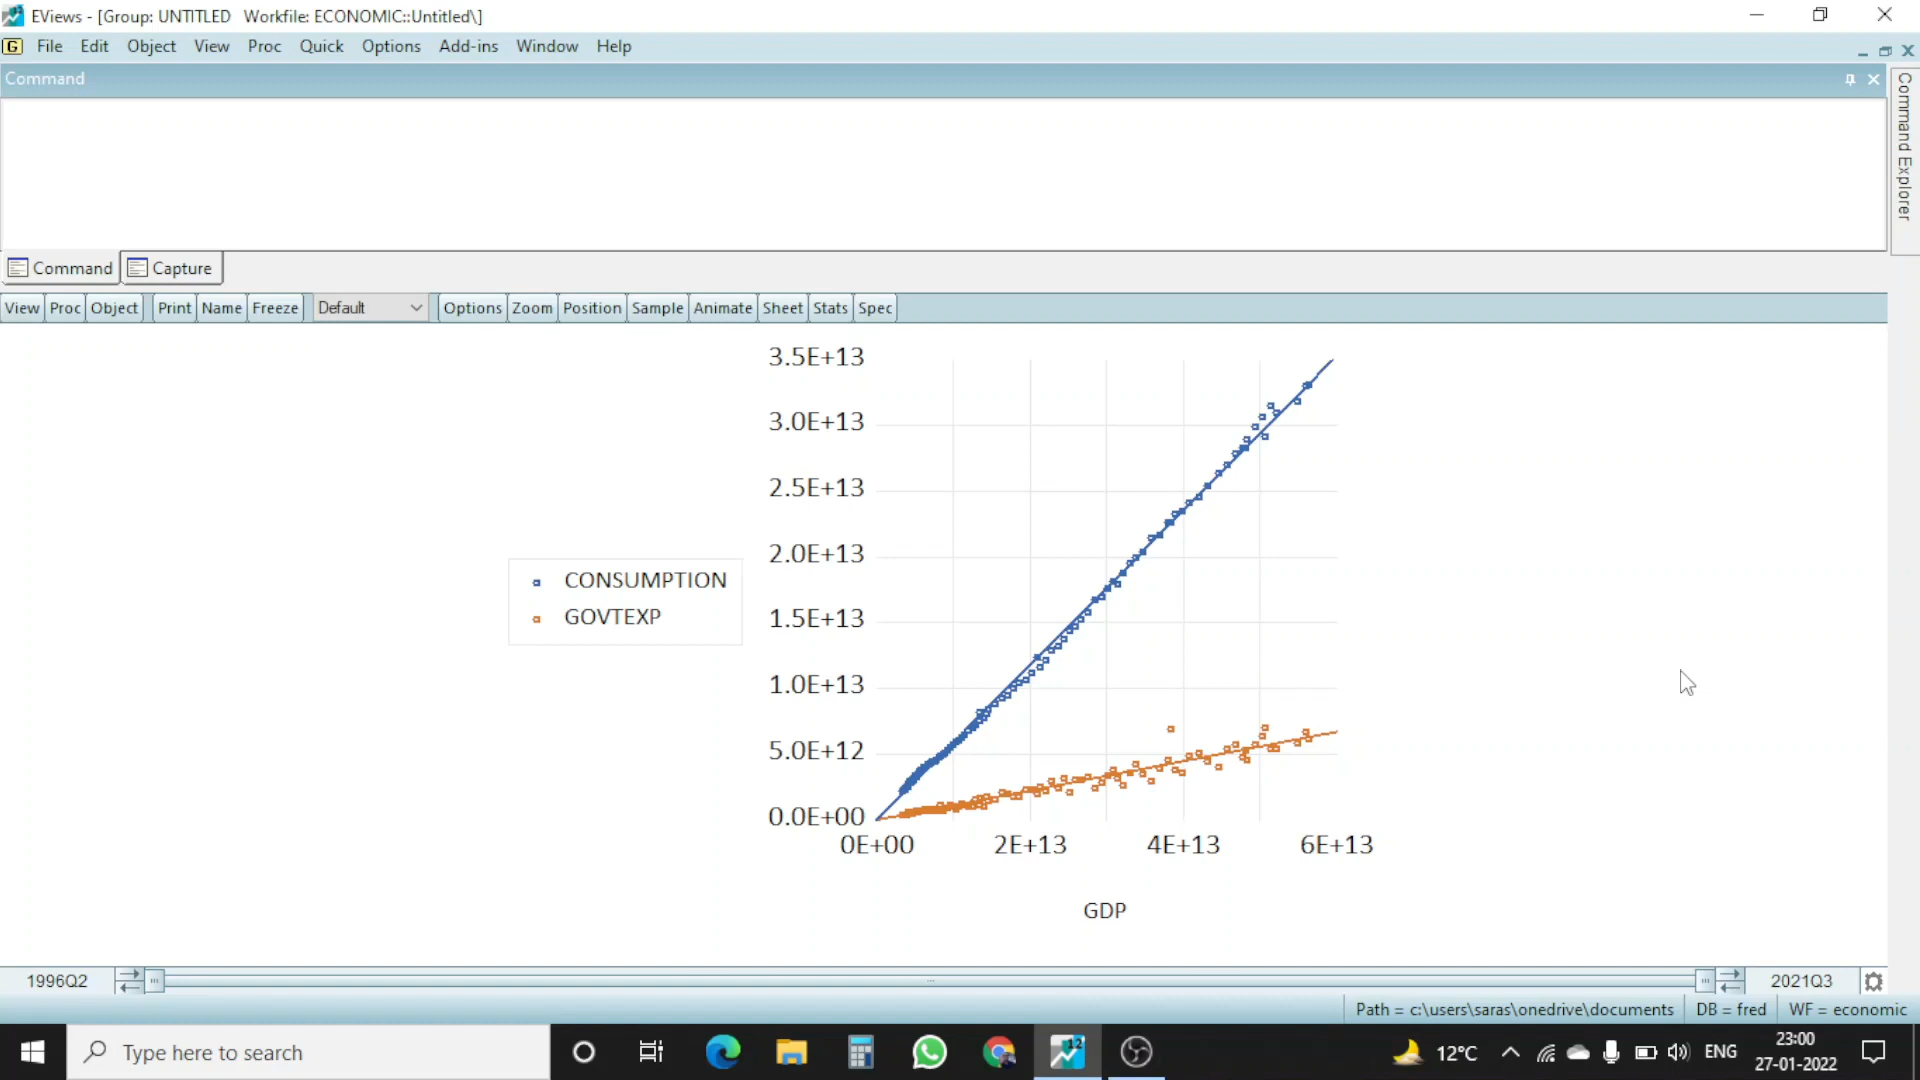 EViews - [Group: UNTITLED   Workfile: ECONOMIC::Untitled\]
File Edit Object View Proc Quick Options Add-ins Window Help
Command
Command Explorer
Command Capture
View Proc Object Print Name Freeze Default Options Zoom Position Sample Animate Sheet Stats Spec
3.5E+13
3.0E+13
2.5E+13
2.0E+13
1.5E+13
1.0E+13
5.0E+12
0.0E+00
CONSUMPTION
GOVTEXP
0E+00 2E+13 4E+13 6E+13
GDP
1996Q2 2021Q3
Path = c:\users\saras\onedrive\documents DB = fred WF = economic
Type here to search
12
12°C
ENG
23:00
27-01-2022